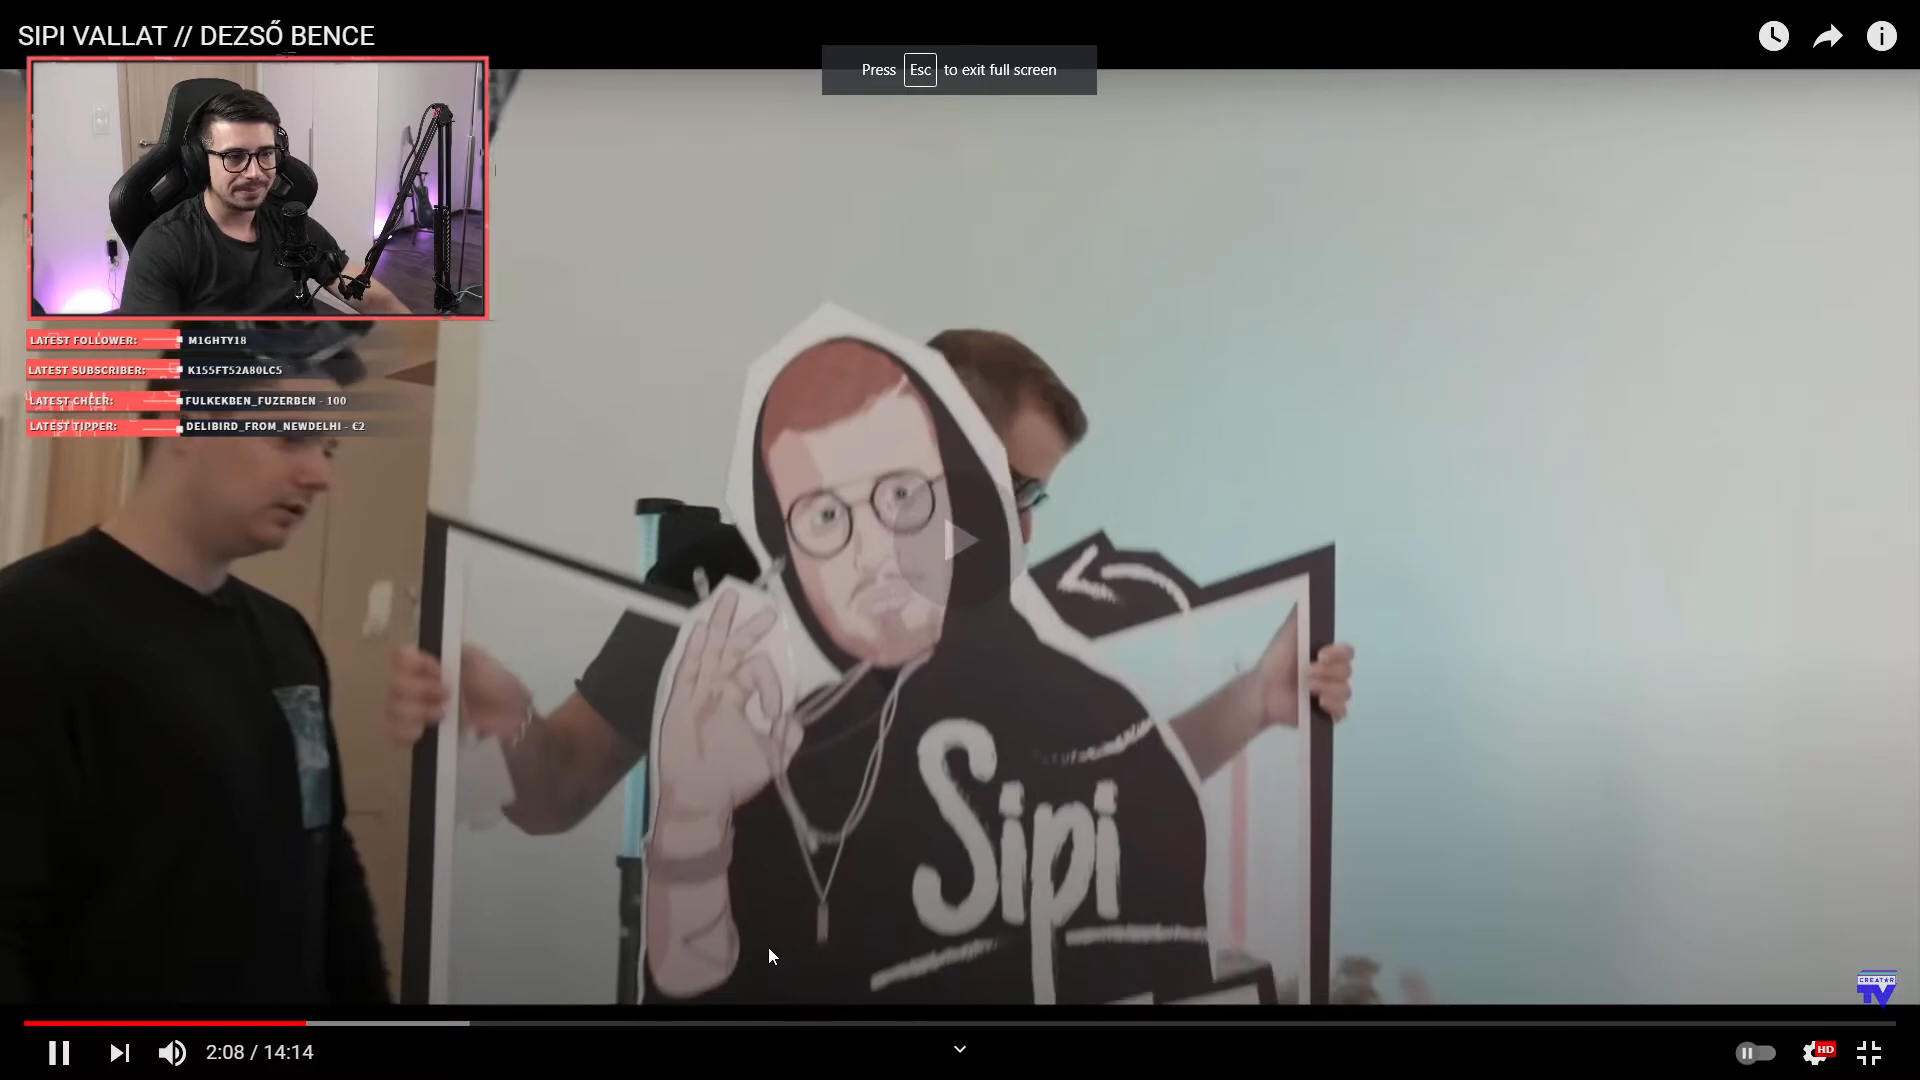 SIPI VALLAT // DEZSŐ BENCE
Press Esc to exit full screen
LATEST FOLLOWER: M1GHTY18
LATEST SUBSCRIBER: K155FT52A80LC5
LATEST CHEER: FULKEKBEN_FUZERBEN - 100
LATEST TIPPER: DELIBIRD_FROM_NEWDELHI - €2
Sipi
CREATOR
TV
2:08 / 14:14
HD